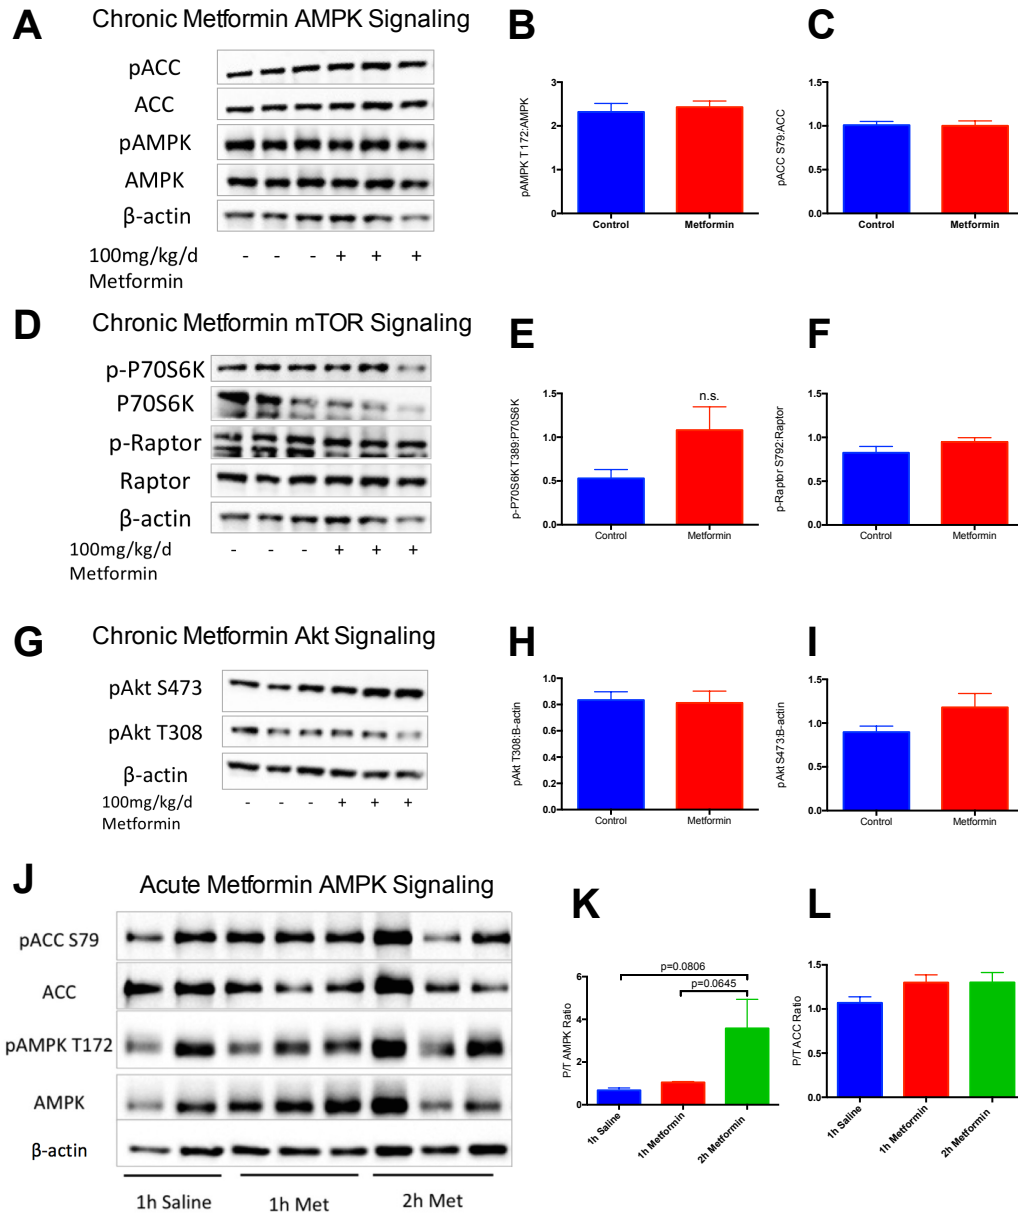 A
Chronic Metformin AMPK Signaling
pACC
ACC
pAMPK
AMPK
β-actin
100mg/kg/d
- - - + + +
Metformin
B
pAMPK T172:AMPK
3
2
1
0
Control
Metformin
C
pACC S79:ACC
1.5
1.0
0.5
0.0
Control
Metformin
D
Chronic Metformin mTOR Signaling
p-P70S6K
P70S6K
p-Raptor
Raptor
β-actin
100mg/kg/d
- - - + + +
Metformin
E
p-P70S6K T389:P70S6K
1.5
1.0
0.5
0.0
n.s.
Control
Metformin
F
p-Raptor S792:Raptor
1.5
1.0
0.5
0.0
Control
Metformin
G
Chronic Metformin Akt Signaling
pAkt S473
pAkt T308
β-actin
100mg/kg/d
- - - + + +
Metformin
H
pAkt T308:B-actin
1.0
0.8
0.6
0.4
0.2
0.0
Control
Metformin
I
pAkt S473:B-actin
1.5
1.0
0.5
0.0
Control
Metformin
J
Acute Metformin AMPK Signaling
pACC S79
ACC
pAMPK T172
AMPK
β-actin
1h Saline
1h Met
2h Met
K
P/T AMPK Ratio
6
4
2
0
p=0.0806
p=0.0645
1h Saline
1h Metformin
2h Metformin
L
P/T ACC Ratio
1.5
1.0
0.5
0.0
1h Saline
1h Metformin
2h Metformin